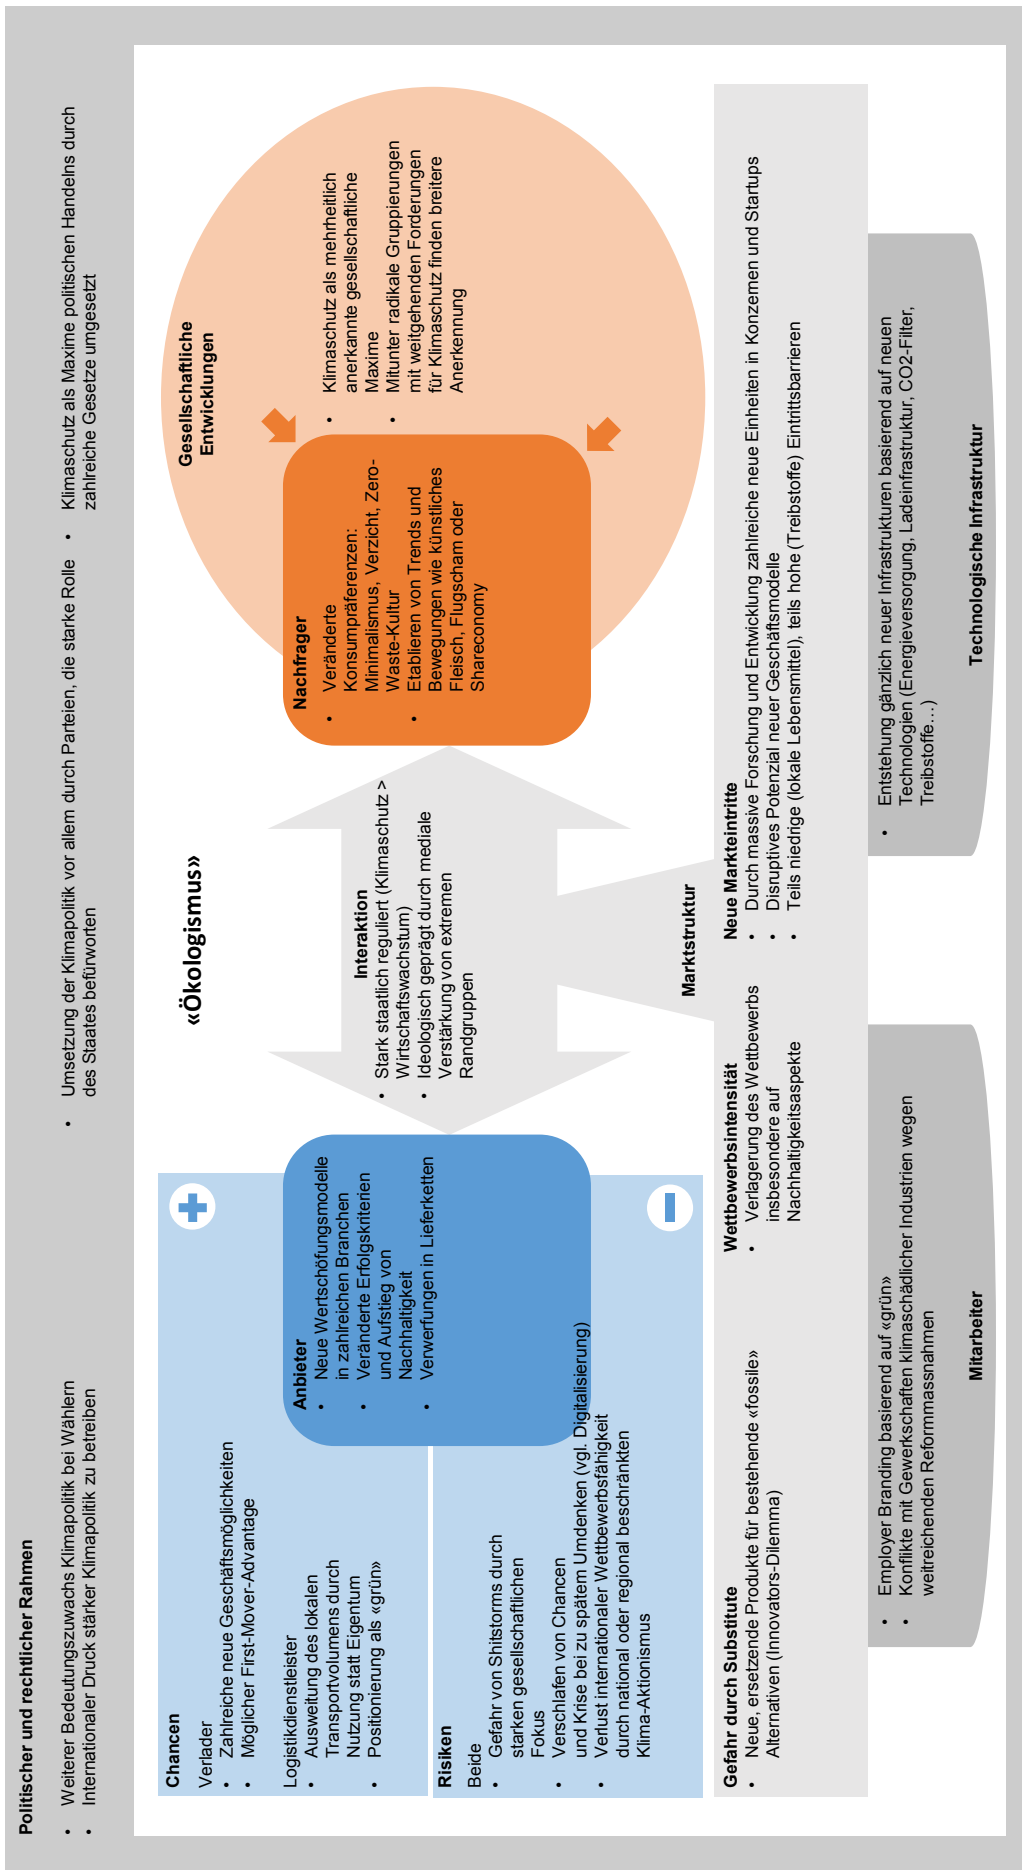 Politischer und rechtlicher Rahmen
• Weiterer Bedeutungszuwachs Klimapolitik bei Wählern
• Internationaler Druck stärker Klimapolitik zu betreiben
• Umsetzung der Klimapolitik vor allem durch Parteien, die starke Rolle
des Staates befürworten
• Klimaschutz als Maxime politischen Handelns durch
zahlreiche Gesetze umgesetzt
«Ökologismus»
Chancen
Verlader
• Zahlreiche neue Geschäftsmöglichkeiten
• Möglicher First-Mover-Advantage
Logistikdienstleister
• Ausweitung des lokalen
Transportvolumens durch
Nutzung statt Eigentum
• Positionierung als «grün»
Risiken
Beide
• Gefahr von Shitstorms durch
starken gesellschaftlichen
Fokus
• Verschlafen von Chancen
und Krise bei zu spätem Umdenken (vgl. Digitalisierung)
• Verlust internationaler Wettbewerbsfähigkeit
durch national oder regional beschränkten
Klima-Aktionismus
Anbieter
• Neue Wertschöfungsmodelle
in zahlreichen Branchen
• Veränderte Erfolgskriterien
und Aufstieg von
Nachhaltigkeit
• Verwerfungen in Lieferketten
Interaktion
• Stark staatlich reguliert (Klimaschutz >
Wirtschaftswachstum)
• Ideologisch geprägt durch mediale
Verstärkung von extremen
Randgruppen
Nachfrager
• Veränderte
Konsumpräferenzen:
Minimalismus, Verzicht, Zero-
Waste-Kultur
• Etablieren von Trends und
Bewegungen wie künstliches
Fleisch, Flugscham oder
Shareconomy
Gesellschaftliche
Entwicklungen
• Klimaschutz als mehrheitlich
anerkannte gesellschaftliche
Maxime
• Mitunter radikale Gruppierungen
mit weitgehenden Forderungen
für Klimaschutz finden breitere
Anerkennung
Marktstruktur
Gefahr durch Substitute
• Neue, ersetzende Produkte für bestehende «fossile»
Alternativen (Innovators-Dilemma)
Wettbewerbsintensität
• Verlagerung des Wettbewerbs
insbesondere auf
Nachhaltigkeitsaspekte
Neue Markteintritte
• Durch massive Forschung und Entwicklung zahlreiche neue Einheiten in Konzernen und Startups
• Disruptives Potenzial neuer Geschäftsmodelle
• Teils niedrige (lokale Lebensmittel), teils hohe (Treibstoffe) Eintrittsbarrieren
• Employer Branding basierend auf «grün»
• Konflikte mit Gewerkschaften klimaschädlicher Industrien wegen
weitreichenden Reformmassnahmen
Mitarbeiter
• Entstehung gänzlich neuer Infrastrukturen basierend auf neuen
Technologien (Energieversorgung, Ladeinfrastruktur, CO2-Filter,
Treibstoffe…)
Technologische Infrastruktur